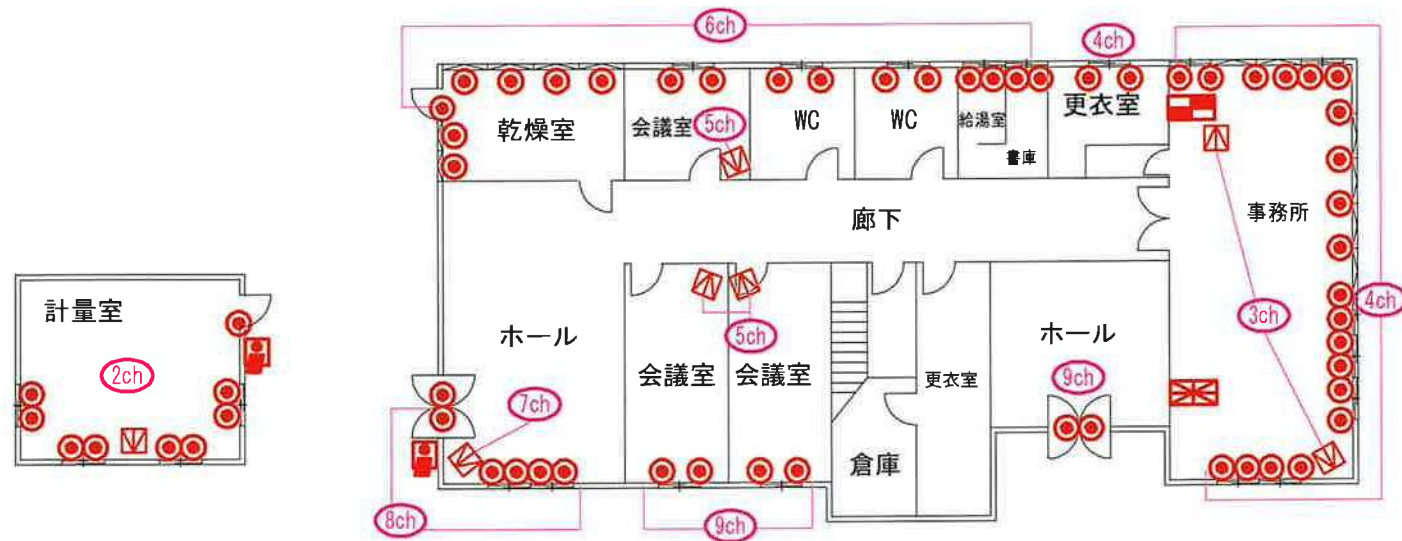 6ch
4ch
乾燥室
会議室
5ch
WC
WC
給湯室
書庫
更衣室
廊下
事務所
計量室
2ch
ホール
5ch
会議室
会議室
更衣室
ホール
9ch
3ch
4ch
7ch
倉庫
8ch
9ch